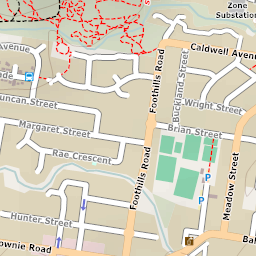 Zone
Substation
Caldwell Avenue
Avenue
Foothills Road
Buckland Street
Wright Street
Duncan Street
Margaret Street
Brian Street
Rae Crescent
P
P
Foothills Road
Meadow Street
Hunter Street
Brownie Road